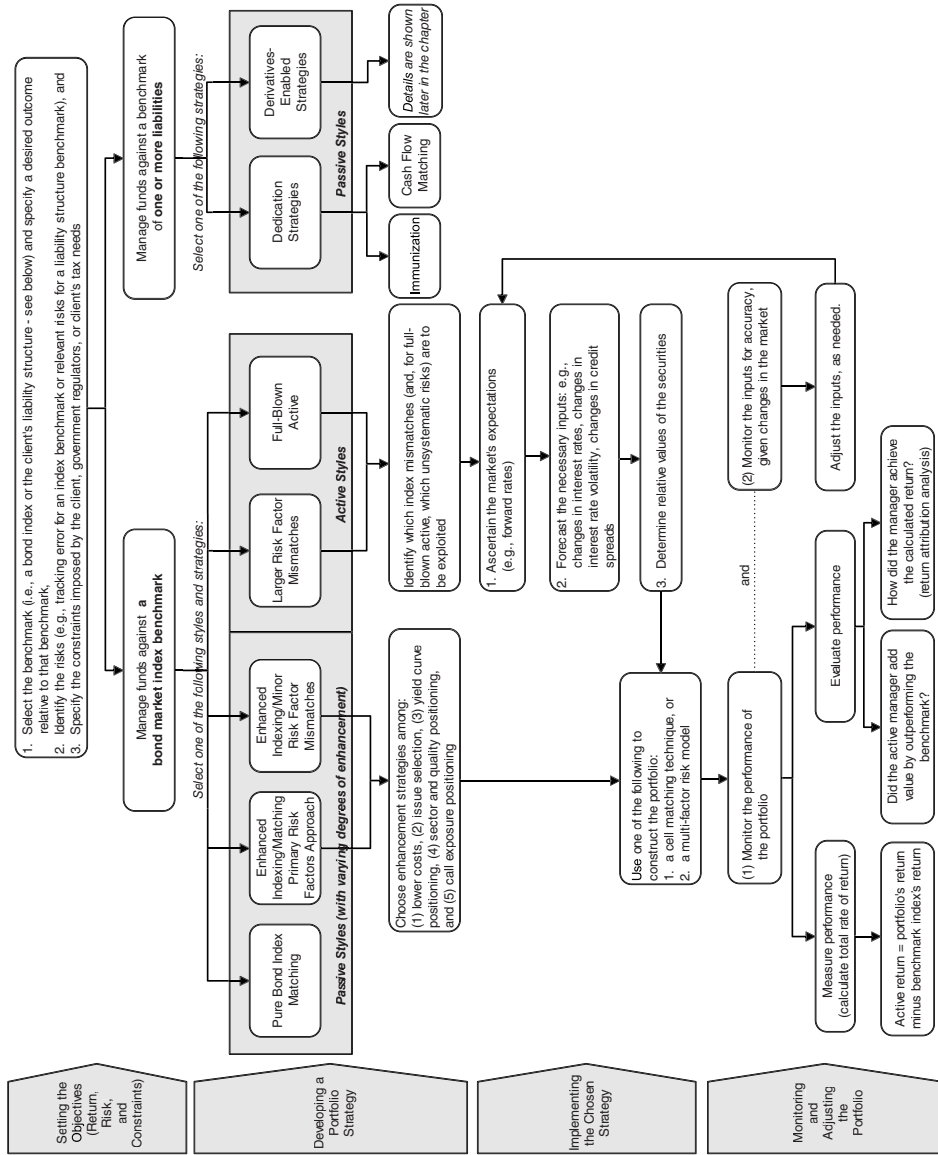 Setting the
Objectives
(Return,
Risk,
and
Constraints)
1. Select the benchmark (i.e., a bond index or the client's liability structure - see below) and specify a desired outcome
relative to that benchmark,
2. Identify the risks (e.g., tracking error for an index benchmark or relevant risks for a liability structure benchmark), and
3. Specify the constraints imposed by the client, government regulators, or client's tax needs
Manage funds against a
bond market index benchmark
Manage funds against a benchmark
of one or more liabilities
Developing a
Portfolio
Strategy
Select one of the following styles and strategies:
Select one of the following strategies:
Pure Bond Index
Matching
Enhanced
Indexing/Matching
Primary Risk
Factors Approach
Enhanced
Indexing/Minor
Risk Factor
Mismatches
Larger Risk Factor
Mismatches
Full-Blown
Active
Dedication
Strategies
Derivatives-
Enabled
Strategies
Passive Styles (with varying degrees of enhancement)
Active Styles
Passive Styles
Choose enhancement strategies among:
(1) lower costs, (2) issue selection, (3) yield curve
positioning, (4) sector and quality positioning,
and (5) call exposure positioning
Identify which index mismatches (and, for full-
blown active, which unsystematic risks) are to
be exploited
Immunization
Cash Flow
Matching
Details are shown
later in the chapter
Implementing
the Chosen
Strategy
1. Ascertain the market's expectations
(e.g., forward rates)
2. Forecast the necessary inputs: e.g.,
changes in interest rates, changes in
interest rate volatility, changes in credit
spreads
3. Determine relative values of the securities
Use one of the following to
construct the portfolio:
1. a cell matching technique, or
2. a multi-factor risk model
Monitoring
and
Adjusting
the
Portfolio
(1) Monitor the performance of
the portfolio
and
(2) Monitor the inputs for accuracy,
given changes in the market
Measure performance
(calculate total rate of return)
Evaluate performance
Adjust the inputs, as needed.
Active return = portfolio's return
minus benchmark index's return
Did the active manager add
value by outperforming the
benchmark?
How did the manager achieve
the calculated return?
(return attribution analysis)